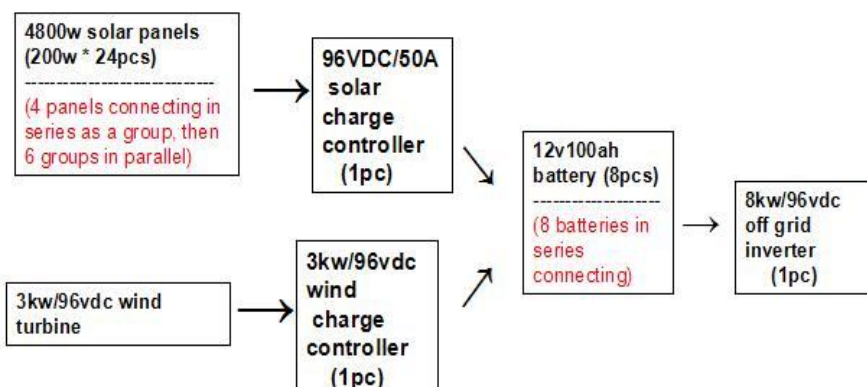 4800w solar panels
(200w * 24pcs)
------------------------------
(4 panels connecting in
series as a group, then
6 groups in parallel)
96VDC/50A
solar
charge
controller
(1pc)
12v100ah
battery (8pcs)
--------------------
(8 batteries in
series
connecting)
8kw/96vdc
off grid
inverter
(1pc)
3kw/96vdc wind
turbine
3kw/96vdc
wind
charge
controller
(1pc)